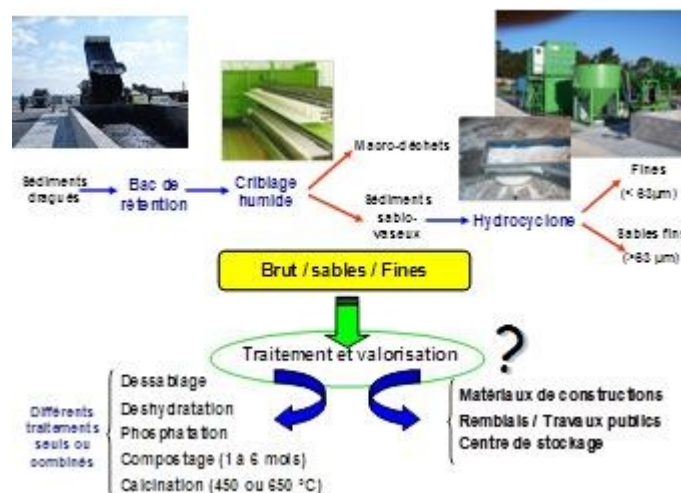 Sédiments
dragués
Bac de
rétention
Criblage
humide
Macro-déchets
Sédiments
sablo-
vaseux
Hydrocyclone
Fines
(< 63µm)
Sables fins
(>63 µm)
Brut / sables / Fines
Traitement et valorisation
?
Différents
traitements
seuls ou
combinés
Dessablage
Deshydratation
Phosphatation
Compostage (1 à 6 mois)
Calcination (450 ou 650 °C)
Matériaux de constructions
Remblais / Travaux publics
Centre de stockage